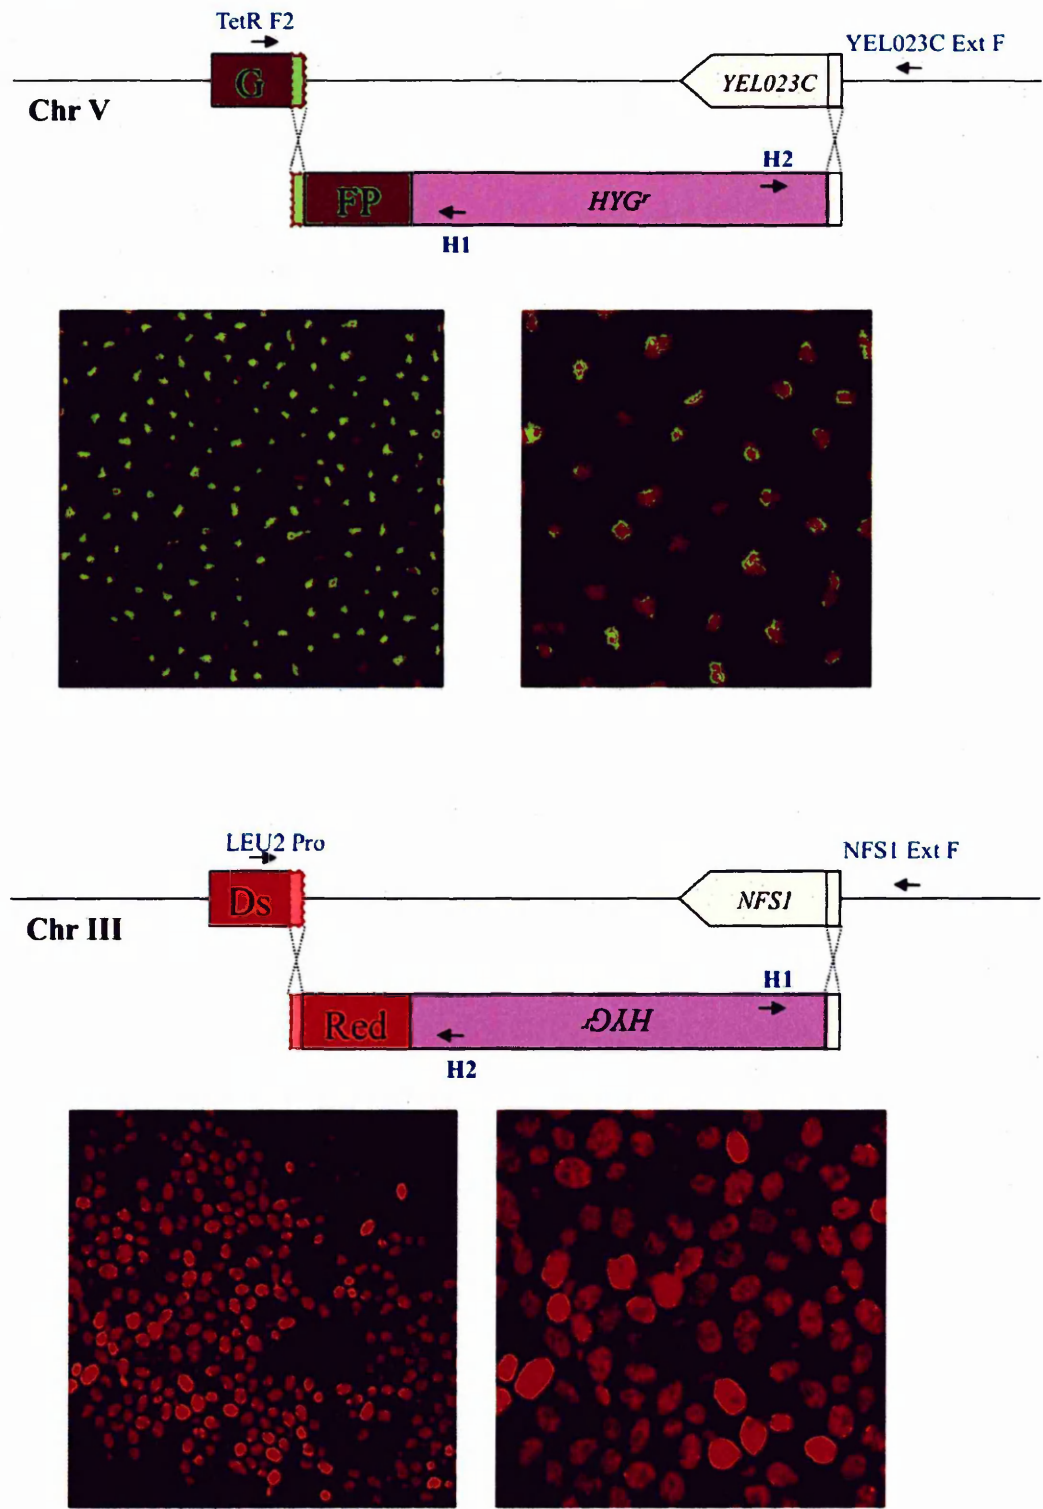 TetR F2
YEL023C Ext F
G
YEL023C
Chr V
H2
FP
HYGʳ
H1
LEU2 Pro
NFS1 Ext F
Ds
NFS1
Chr III
H1
Red
HYGʳ
H2